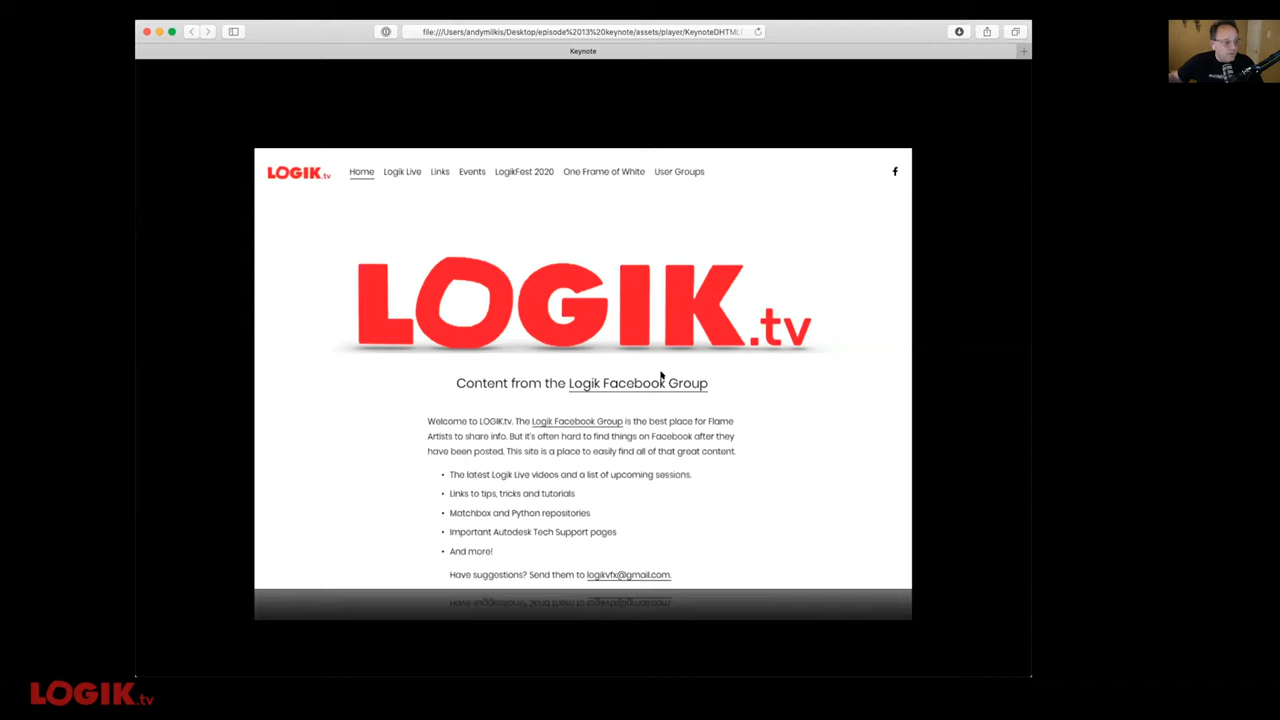 file:///Users/andymilkis/Desktop/episode%2013%20keynote/assets/player/KeynoteDHTML
Keynote
LOGIK.tv Home Logik Live Links Events LogikFest 2020 One Frame of White User Groups
LOGIK.tv
Content from the Logik Facebook Group
Welcome to LOGIK.tv. The Logik Facebook Group is the best place for Flame
Artists to share info. But it's often hard to find things on Facebook after they
have been posted. This site is a place to easily find all of that great content.
• The latest Logik Live videos and a list of upcoming sessions.
• Links to tips, tricks and tutorials
• Matchbox and Python repositories
• Important Autodesk Tech Support pages
• And more!
Have suggestions? Send them to logikvfx@gmail.com.
LOGIK.tv